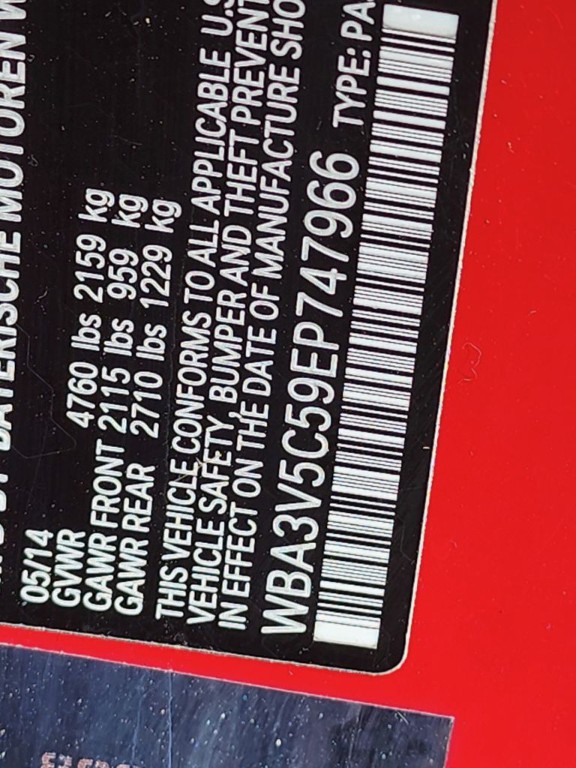 BAYERISCHE MOTOREN
05/14
GVWR 4760 lbs 2159 kg
GAWR FRONT 2115 lbs 959 kg
GAWR REAR 2710 lbs 1229 kg
THIS VEHICLE CONFORMS TO ALL APPLICABLE U.S
VEHICLE SAFETY, BUMPER AND THEFT PREVENT
IN EFFECT ON THE DATE OF MANUFACTURE SHO
WBA3V5C59EP747966 TYPE: PA